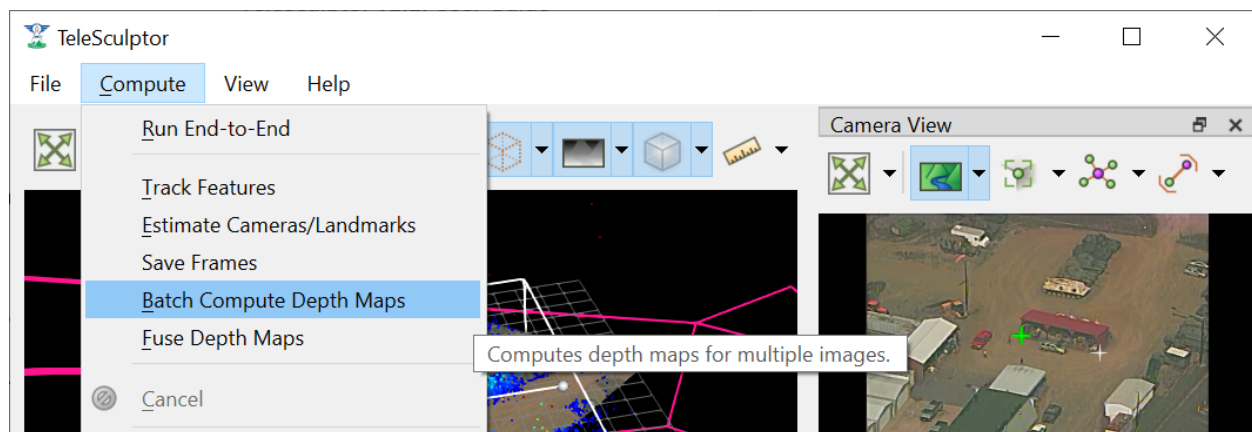 TeleSculptor
File Compute View Help
Run End-to-End
Camera View
Track Features
Estimate Cameras/Landmarks
Save Frames
Batch Compute Depth Maps
Fuse Depth Maps
Computes depth maps for multiple images.
Cancel